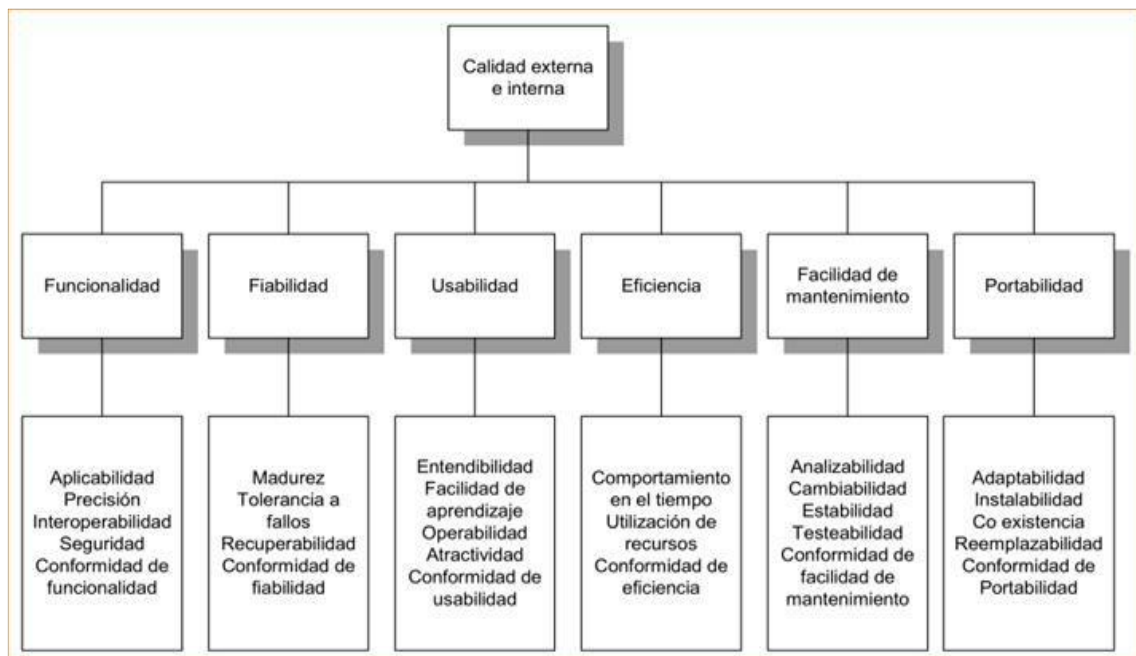 Calidad externa
e interna
Funcionalidad
Fiabilidad
Usabilidad
Eficiencia
Facilidad de
mantenimiento
Portabilidad
Aplicabilidad
Precisión
Interoperabilidad
Seguridad
Conformidad de
funcionalidad
Madurez
Tolerancia a
fallos
Recuperabilidad
Conformidad de
fiabilidad
Entendibilidad
Facilidad de
aprendizaje
Operabilidad
Atractividad
Conformidad de
usabilidad
Comportamiento
en el tiempo
Utilización de
recursos
Conformidad de
eficiencia
Analizabilidad
Cambiabilidad
Estabilidad
Testeabilidad
Conformidad de
facilidad de
mantenimiento
Adaptabilidad
Instalabilidad
Co existencia
Reemplazabilidad
Conformidad de
Portabilidad